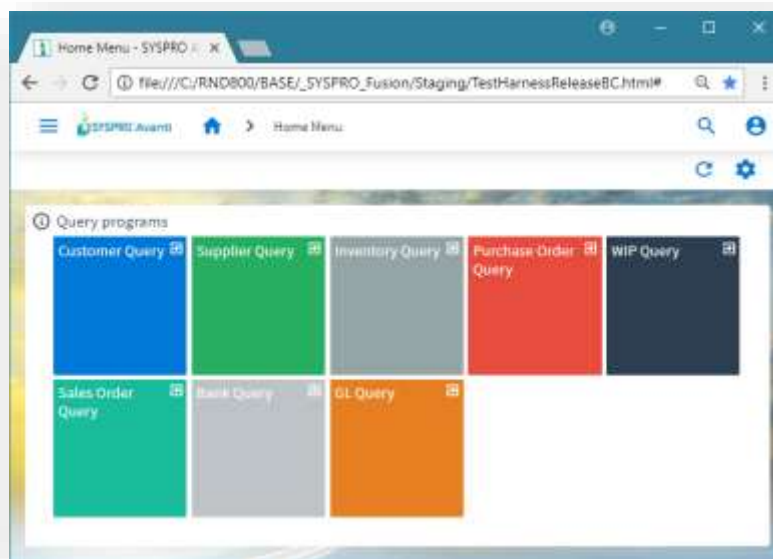 Home Menu - SYSPRO A
file:///C:/RND800/BASE/_SYSPRO_Fusion/Staging/TestHarnessReleaseBC.html#
SYSPRO Avanti
Home Menu
Query programs
Customer Query
Supplier Query
Inventory Query
Purchase Order
Query
WIP Query
Sales Order
Query
Bank Query
GL Query